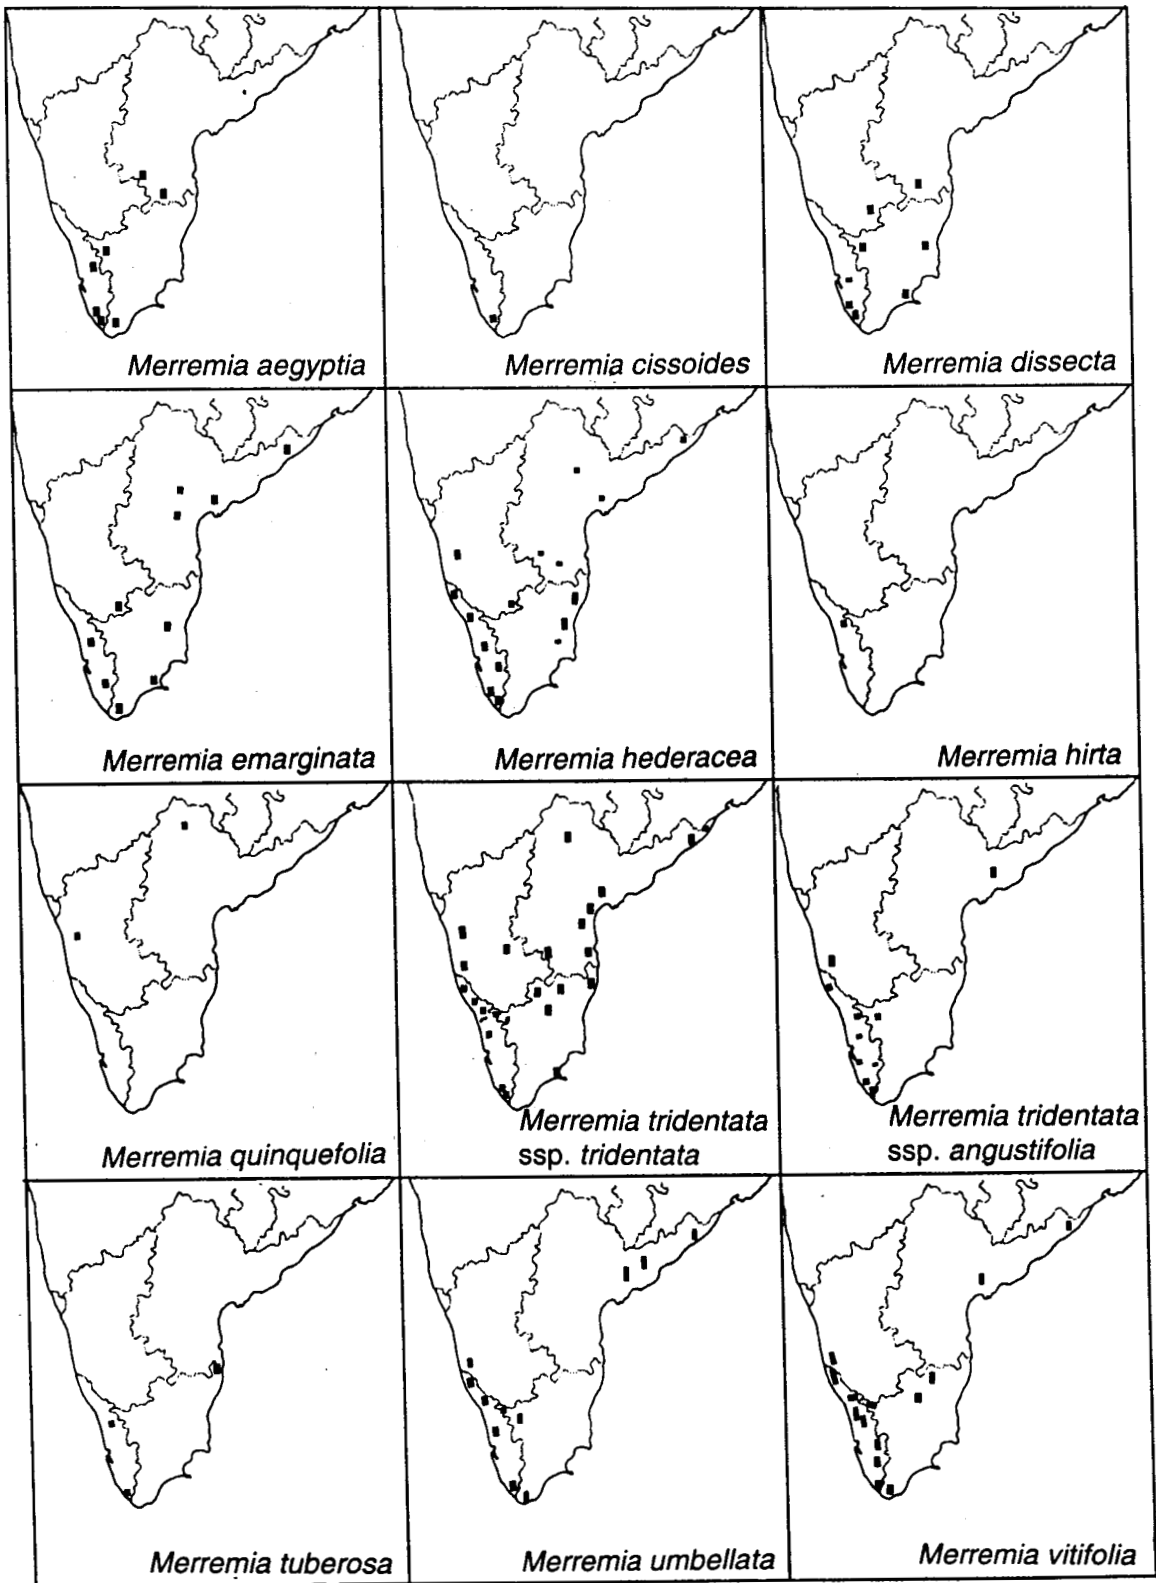 Merremia aegyptia
Merremia cissoides
Merremia dissecta
Merremia emarginata
Merremia hederacea
Merremia hirta
Merremia quinquefolia
Merremia tridentata
ssp. tridentata
Merremia tridentata
ssp. angustifolia
Merremia tuberosa
Merremia umbellata
Merremia vitifolia